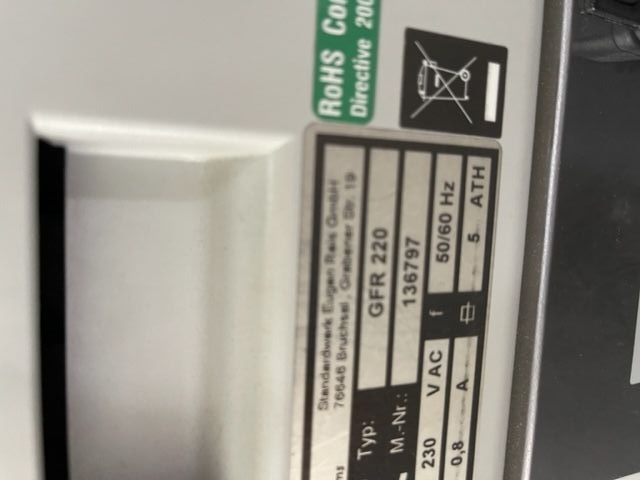 RoHS Co
Directive 200
Standardwerk Eugen Reis GmbH
76646 Bruchsal, Grabener Str. 19
Typ: GFR 220
M.-Nr.: 136797
230 V AC f 50/60 Hz
0,8 A 5 ATH